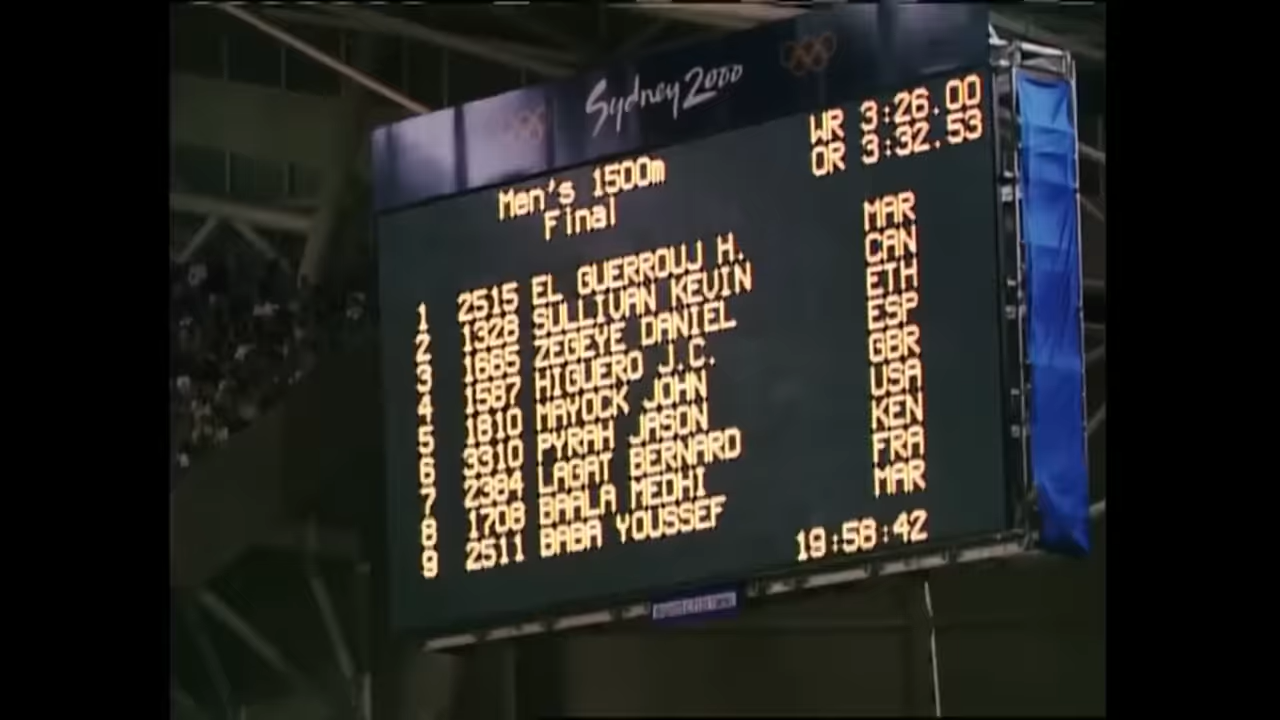 Sydney 2000
WR 3:26.00
OR 3:32.53
Men's 1500m
Final
1 2515 EL GUERROUJ H. MAR
2 1328 SULLIVAN KEVIN CAN
3 1665 ZEGEYE DANIEL ETH
4 1587 HIGUERO J.C. ESP
5 1810 MAYOCK JOHN GBR
6 3310 PYRAH JASON USA
7 2384 LAGAT BERNARD KEN
8 1708 BAALA MEDHI FRA
9 2511 BABA YOUSSEF MAR
19:58:42